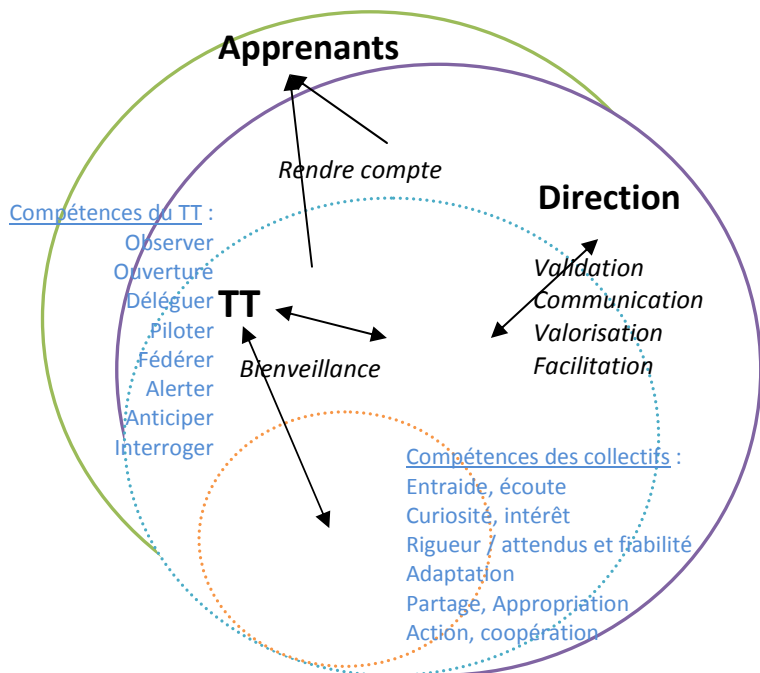 Apprenants
Rendre compte
Direction
Compétences du TT :
Observer
Ouverture
Déléguer
Piloter
Fédérer
Alerter
Anticiper
Interroger
TT
Bienveillance
Validation
Communication
Valorisation
Facilitation
Compétences des collectifs :
Entraide, écoute
Curiosité, intérêt
Rigueur / attendus et fiabilité
Adaptation
Partage, Appropriation
Action, coopération